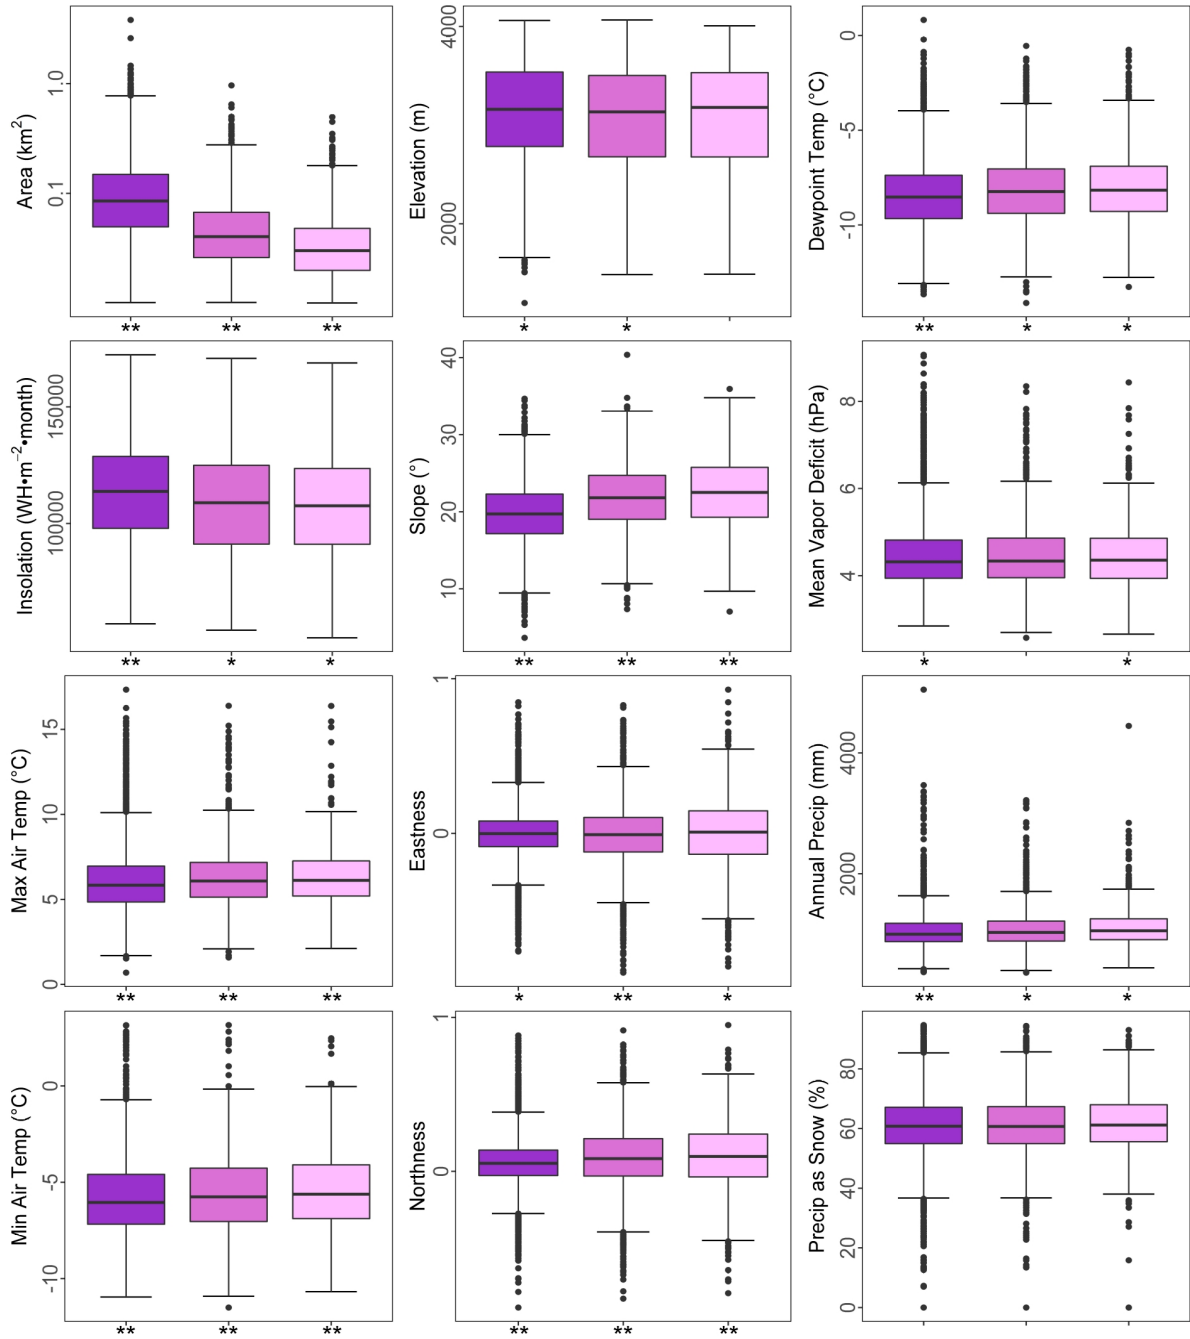 Area (km²)
1.0
0.1
** ** **
Elevation (m)
4000
2000
* *
Dewpoint Temp (°C)
0
-5
-10
** * *
Insolation (WH•m⁻²•month)
150000
100000
** * *
Slope (°)
40
30
20
10
** ** **
Mean Vapor Deficit (hPa)
8
6
4
* *
Max Air Temp (°C)
15
10
5
0
** ** **
Eastness
1
0
* ** *
Annual Precip (mm)
4000
2000
** * *
Min Air Temp (°C)
0
-5
-10
** ** **
Northness
1
0
** ** **
Precip as Snow (%)
80
60
40
20
0